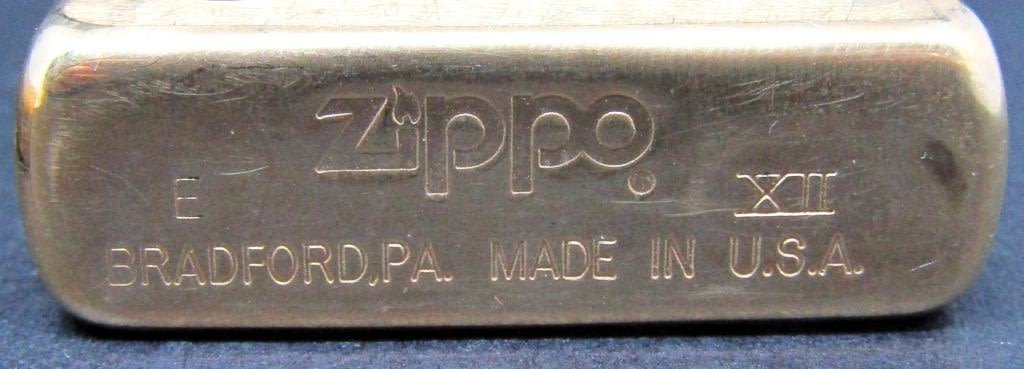 Zippo ®
E XII
BRADFORD,PA. MADE IN U.S.A.